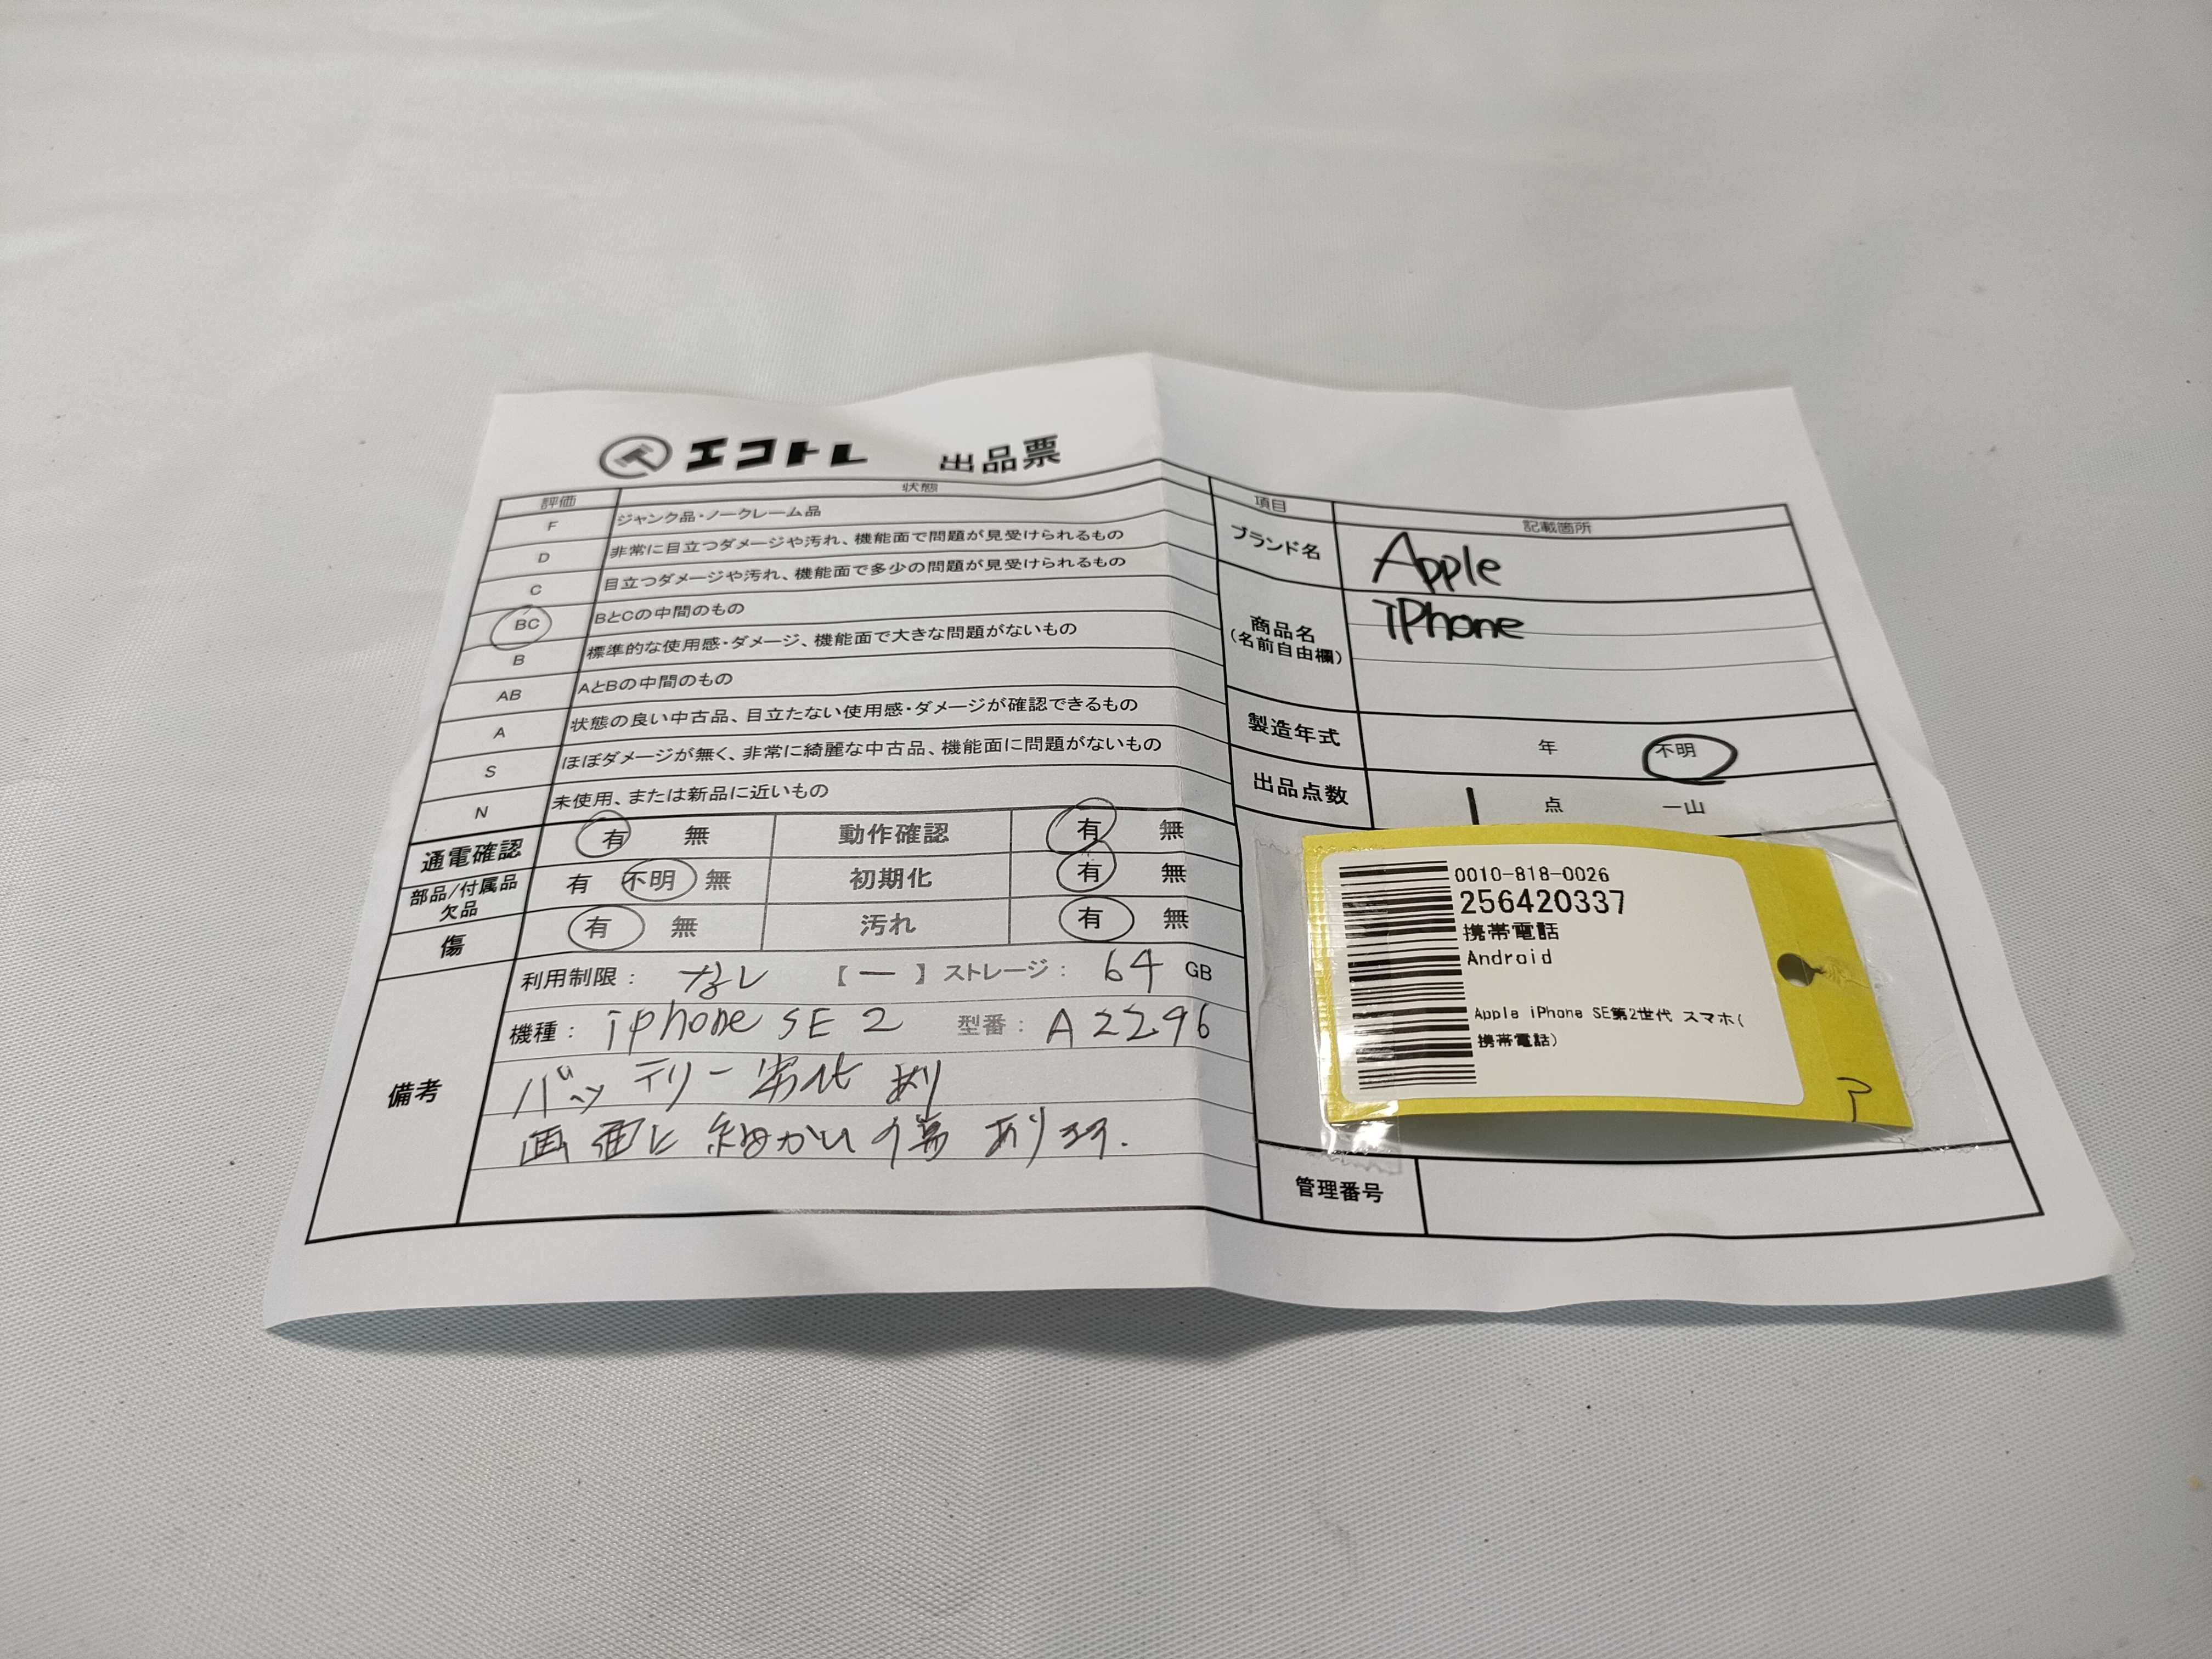 エコトレ 出品票
評価 状態
F ジャンク品・ノークレーム品
D 非常に目立つダメージや汚れ、機能面で問題が見受けられるもの
C 目立つダメージや汚れ、機能面で多少の問題が見受けられるもの
BC BとCの中間のもの
B 標準的な使用感・ダメージ、機能面で大きな問題がないもの
AB AとBの中間のもの
A 状態の良い中古品、目立たない使用感・ダメージが確認できるもの
S ほぼダメージが無く、非常に綺麗な中古品、機能面に問題がないもの
N 未使用、または新品に近いもの
通電確認 有 無 動作確認 有 無
部品/付属品 欠品 有 不明 無 初期化 有 無
傷 有 無 汚れ 有 無
備考
利用制限: なし 【 ー 】 ストレージ: 64 GB
機種: iphone SE 2 型番: A2296
バッテリー劣化あり
画面に細かい傷あります.
項目 記載箇所
ブランド名 Apple
商品名 (名前自由欄) iPhone
製造年式 年 不明
出品点数 1 点 一山
0010-818-0026
256420337
携帯電話
Android
Apple iPhone SE第2世代 スマホ(
携帯電話)
管理番号